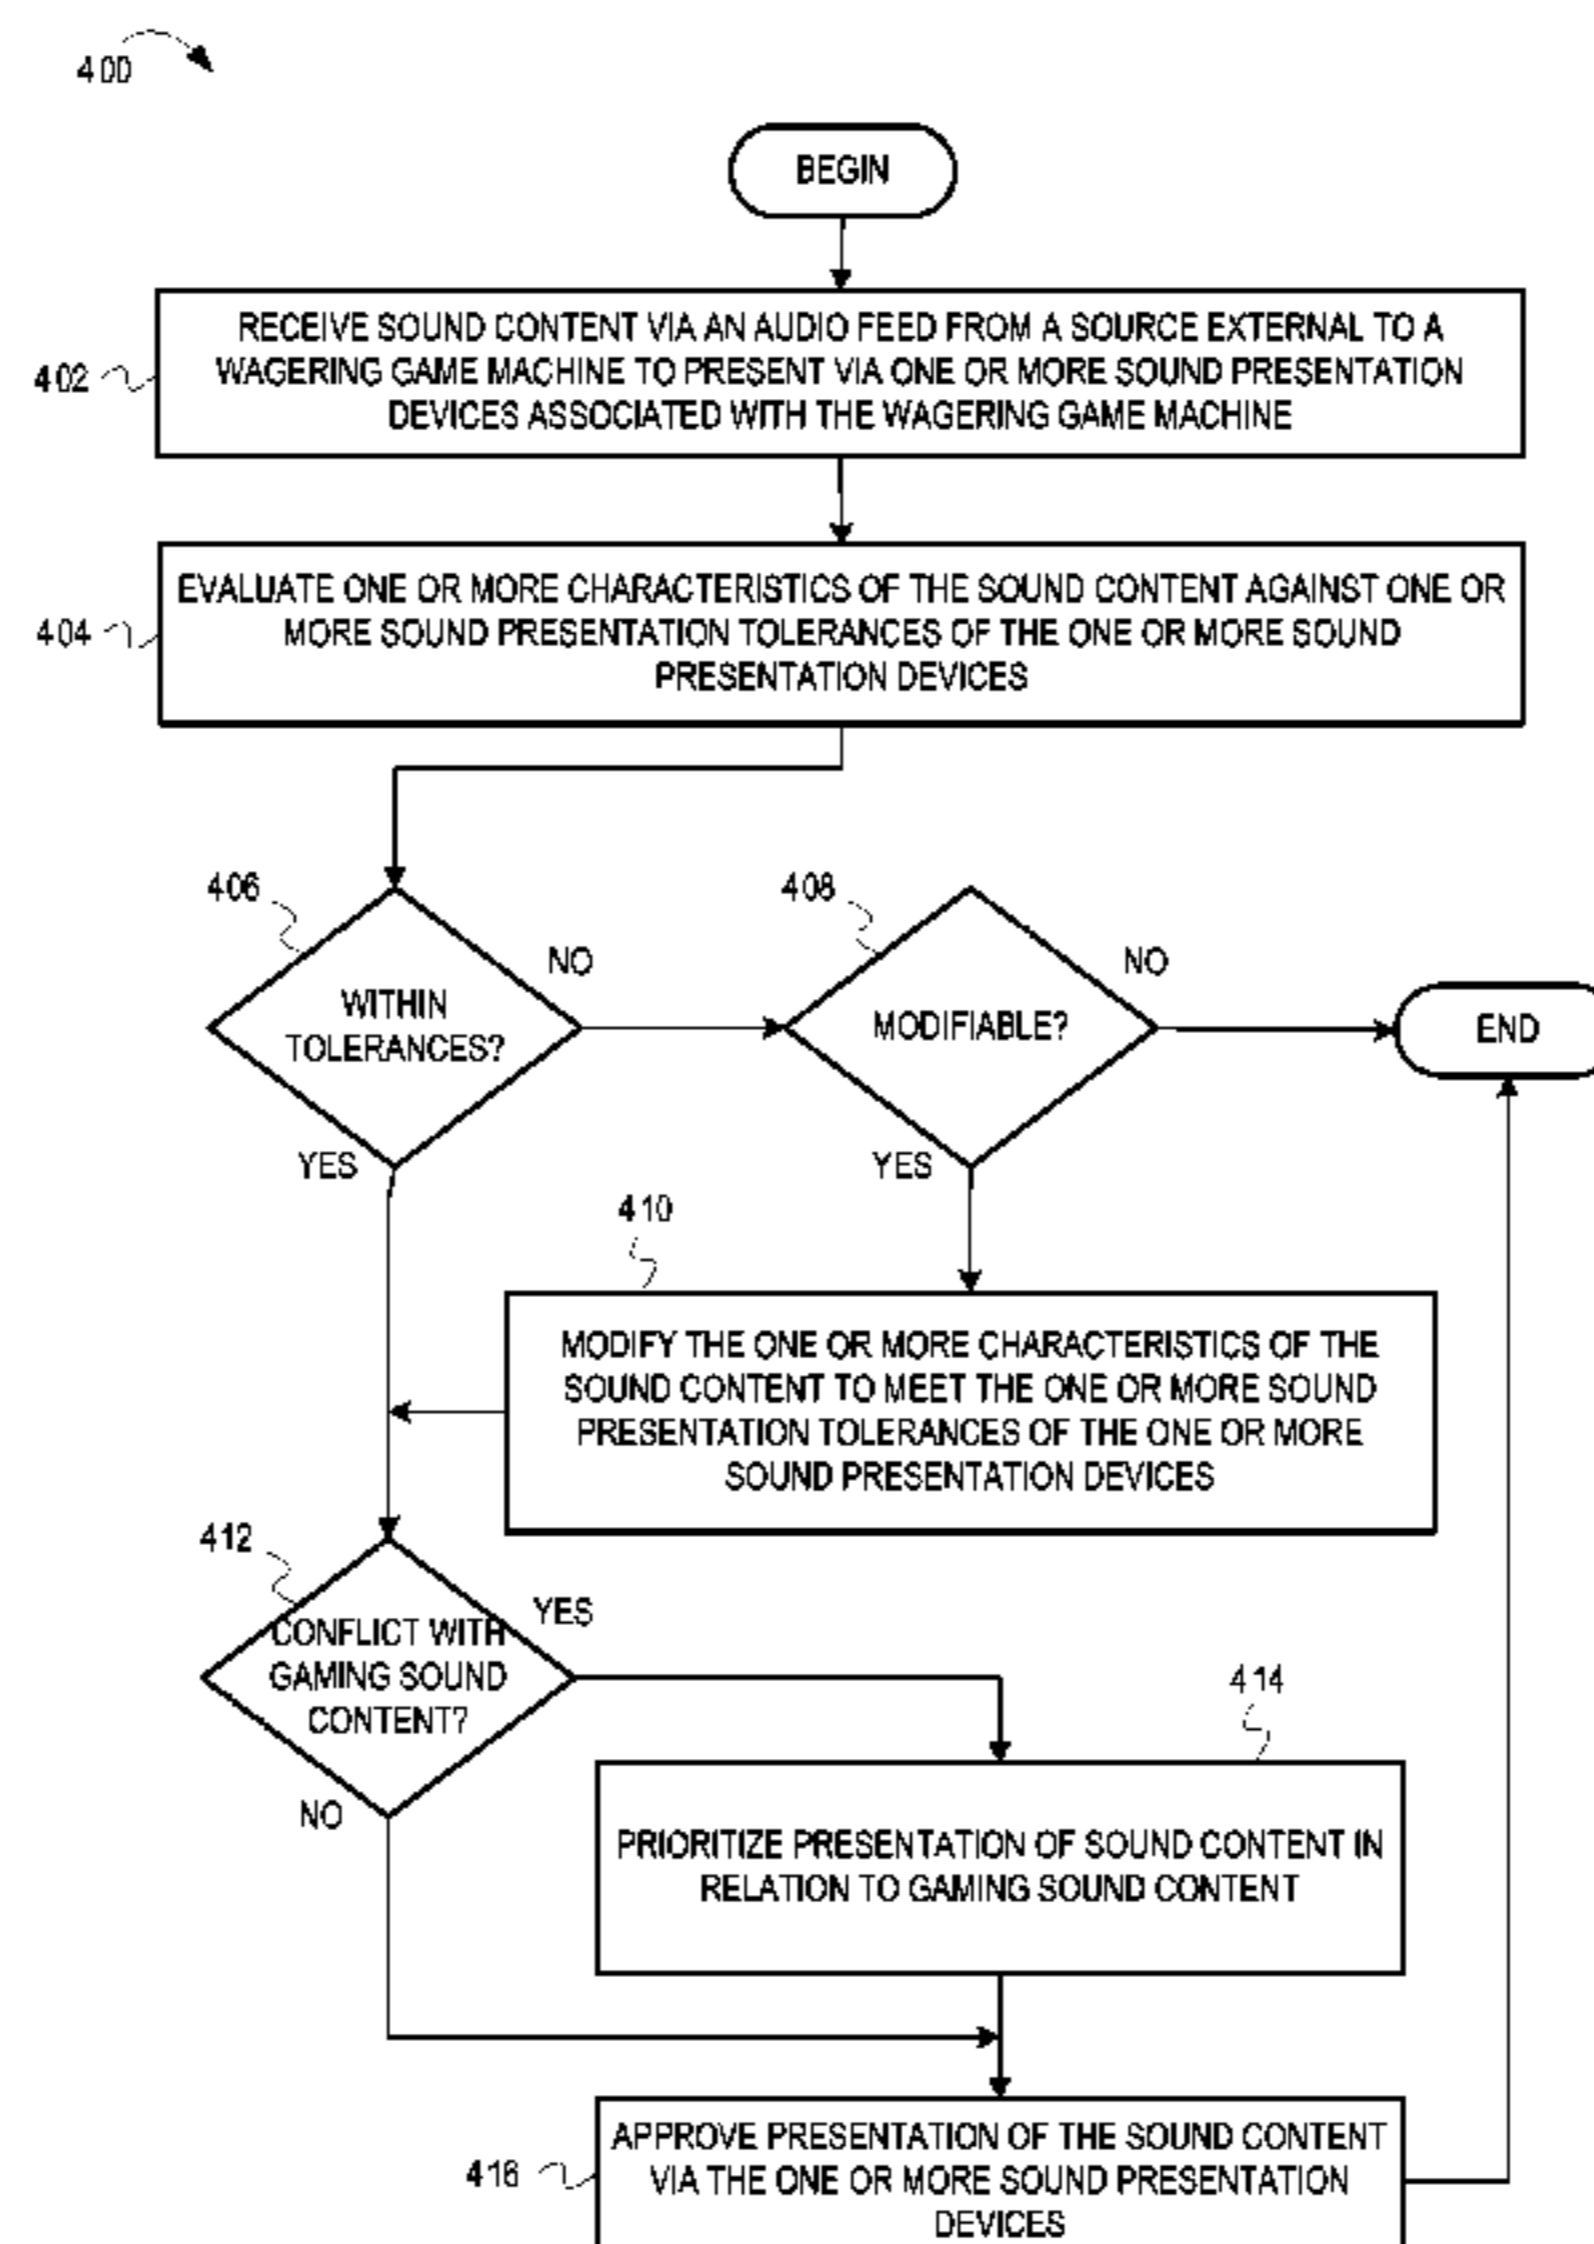 400
BEGIN
402
RECEIVE SOUND CONTENT VIA AN AUDIO FEED FROM A SOURCE EXTERNAL TO A
WAGERING GAME MACHINE TO PRESENT VIA ONE OR MORE SOUND PRESENTATION
DEVICES ASSOCIATED WITH THE WAGERING GAME MACHINE
404
EVALUATE ONE OR MORE CHARACTERISTICS OF THE SOUND CONTENT AGAINST ONE OR
MORE SOUND PRESENTATION TOLERANCES OF THE ONE OR MORE SOUND
PRESENTATION DEVICES
406
WITHIN
TOLERANCES?
NO
YES
408
MODIFIABLE?
NO
YES
END
410
MODIFY THE ONE OR MORE CHARACTERISTICS OF THE
SOUND CONTENT TO MEET THE ONE OR MORE SOUND
PRESENTATION TOLERANCES OF THE ONE OR MORE
SOUND PRESENTATION DEVICES
412
CONFLICT WITH
GAMING SOUND
CONTENT?
YES
NO
414
PRIORITIZE PRESENTATION OF SOUND CONTENT IN
RELATION TO GAMING SOUND CONTENT
416
APPROVE PRESENTATION OF THE SOUND CONTENT
VIA THE ONE OR MORE SOUND PRESENTATION
DEVICES